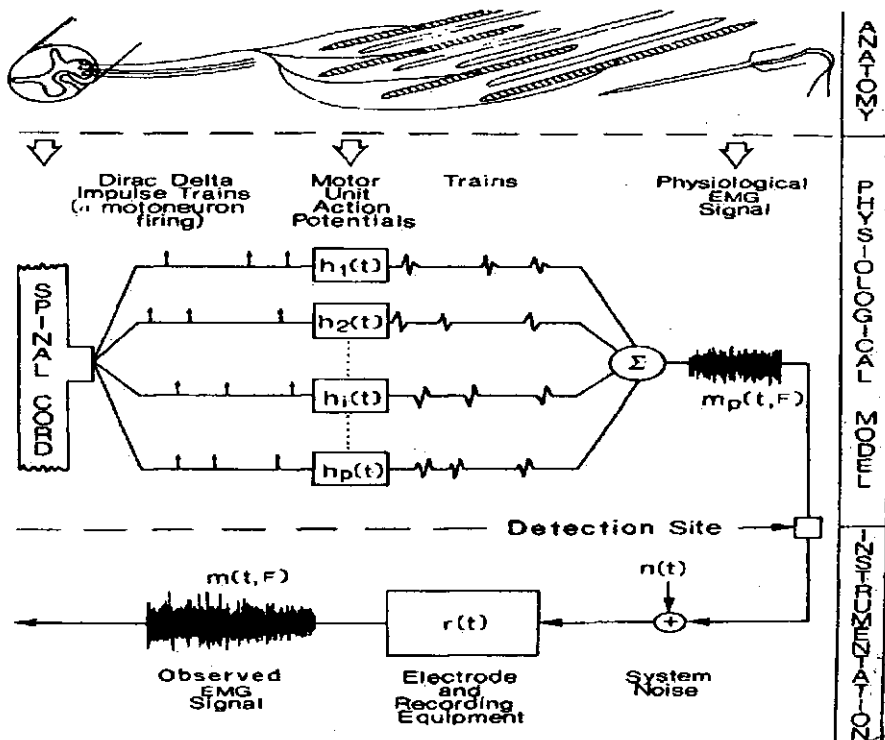 ANATOMY
Dirac Delta
Impulse Trains
(α motoneuron
firing)
Motor
Unit
Action
Potentials
Trains
Physiological
EMG
Signal
PHYSIOLOGICAL MODEL
SPINAL CORD
h1(t)
h2(t)
hi(t)
hp(t)
Σ
mp(t,F)
Detection Site
INSTRUMENTATION
m(t,F)
r(t)
n(t)
+
Observed
EMG
Signal
Electrode
and
Recording
Equipment
System
Noise